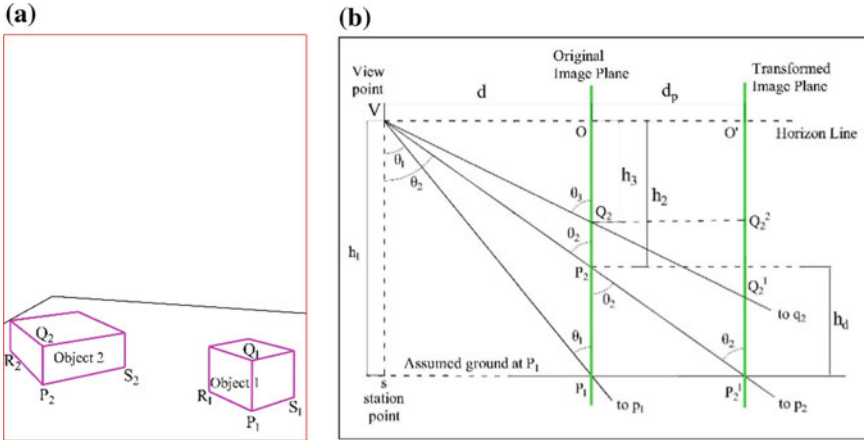 (a)
Q₂
R₂
Object 2
S₂
P₂
Q₁
Object 1
R₁
S₁
P₁
(b)
View
point
V
d
Original
Image Plane
dₚ
Transformed
Image Plane
O
O'
Horizon Line
θ₁
θ₂
h₃
h₂
θ₃
Q₂
Q₂²
h₁
θ₂
P₂
θ₂
Q₂¹
to q₂
h_d
θ₁
θ₂
Assumed ground at P₁
s
station
point
P₁
to p₁
P₂¹
to p₂